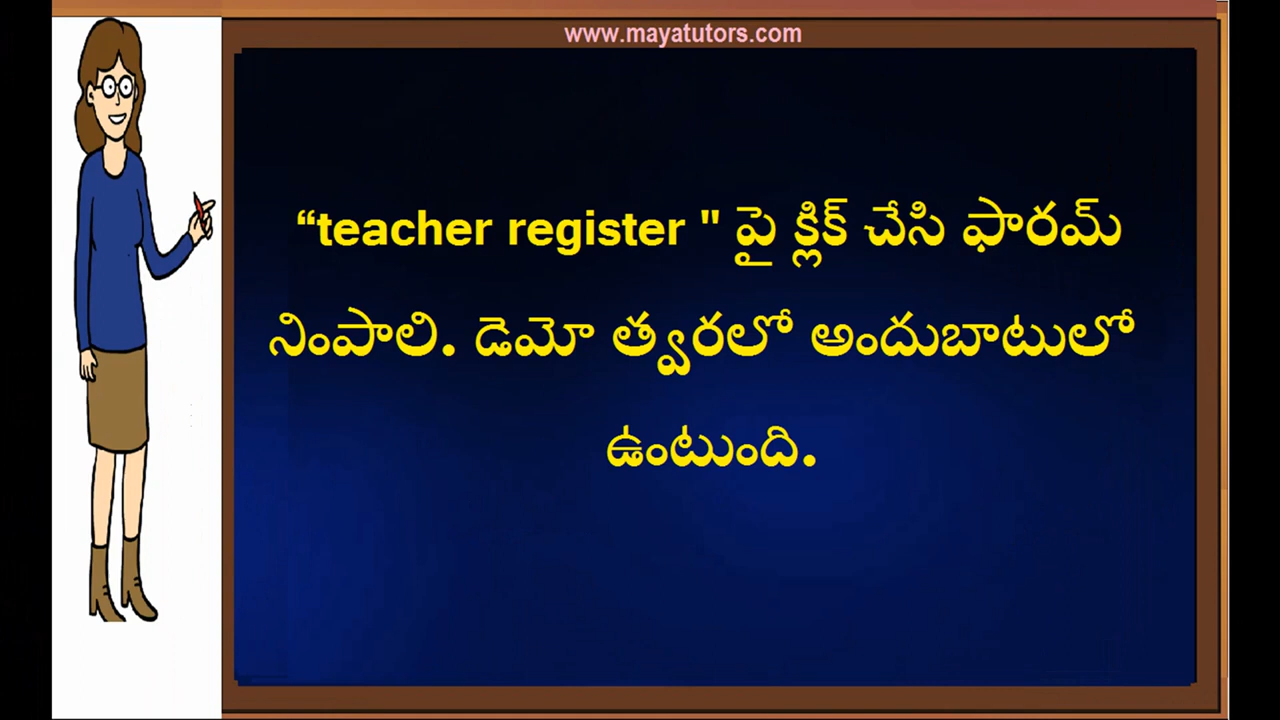 www.mayatutors.com
“teacher register " పై క్లిక్ చేసి ఫారమ్
నింపాలి. డెమో త్వరలో అందుబాటులో
ఉంటుంది.